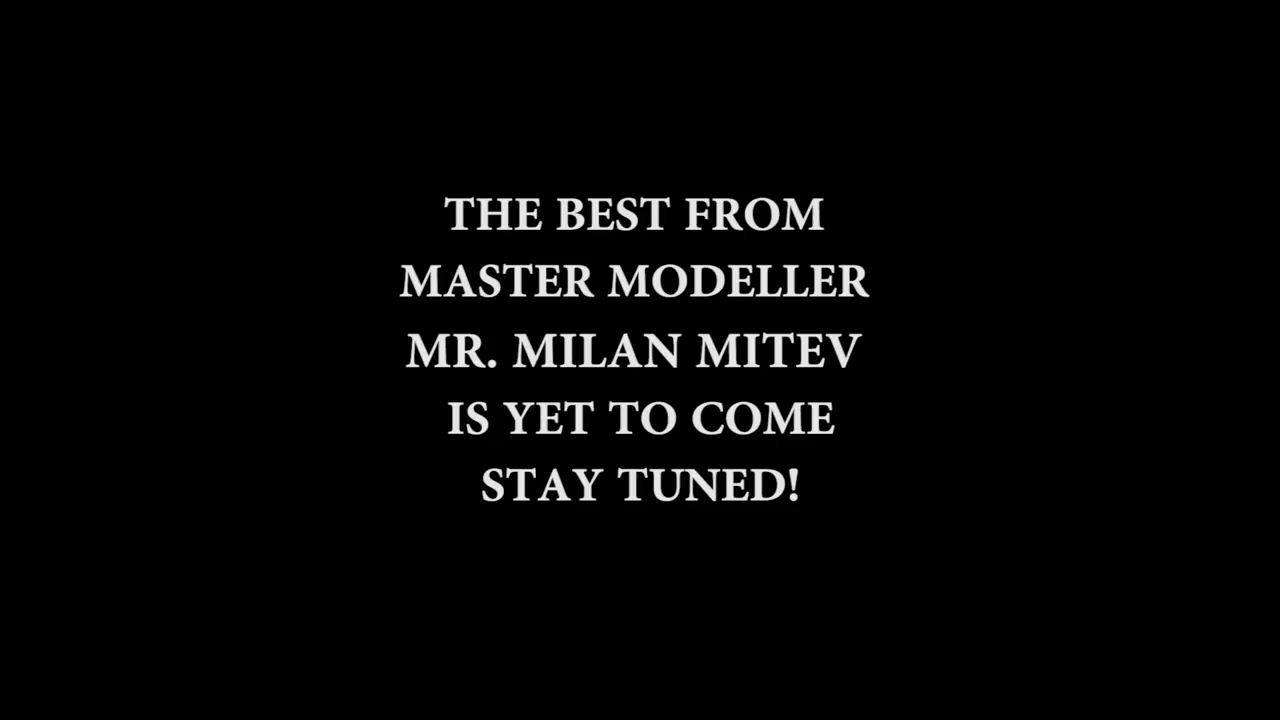 THE BEST FROM
MASTER MODELLER
MR. MILAN MITEV
IS YET TO COME
STAY TUNED!